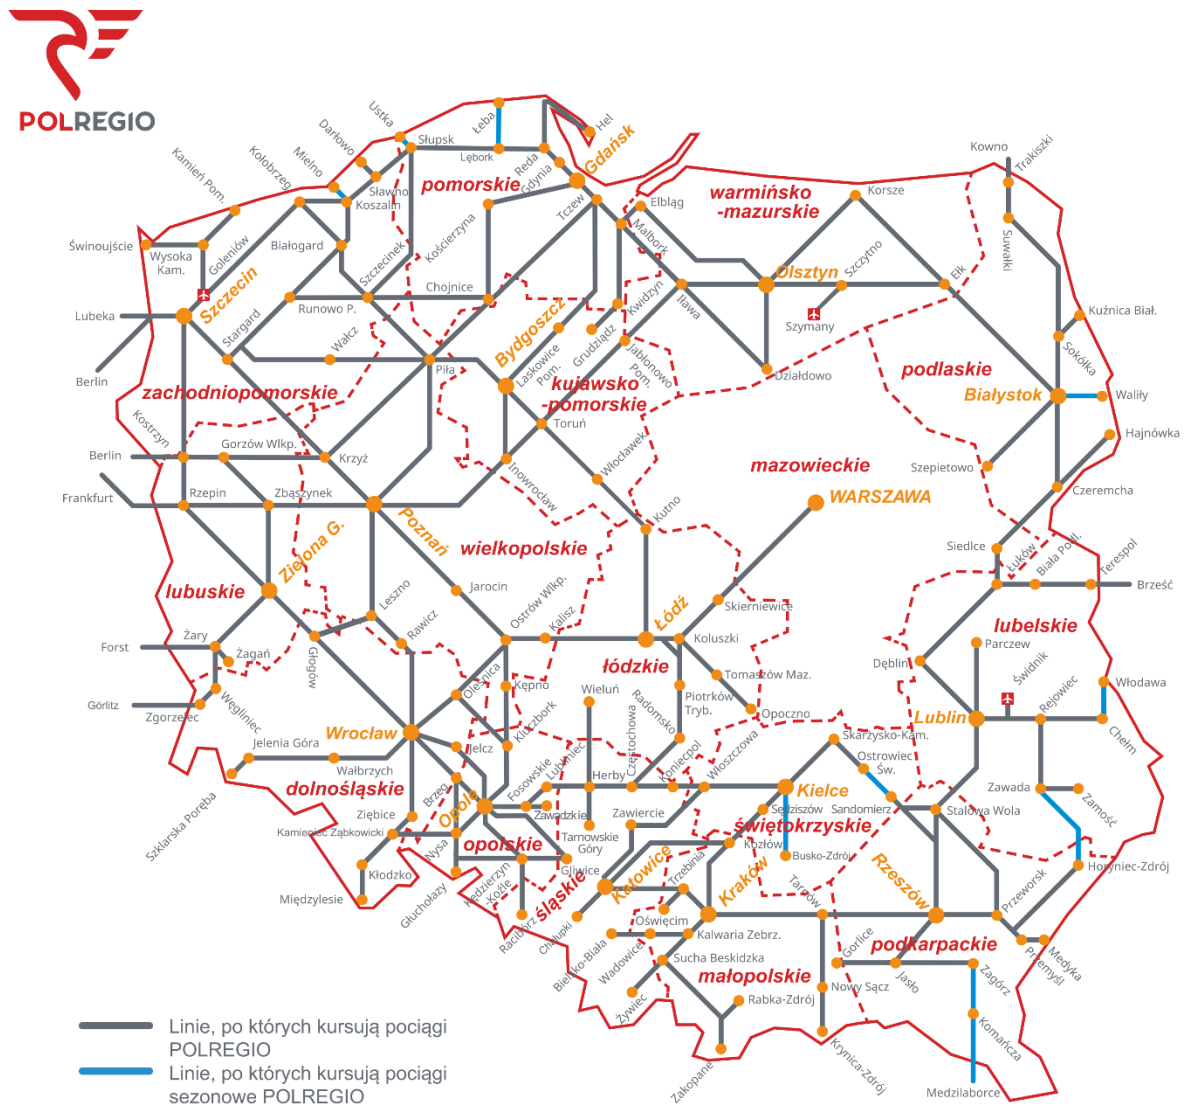 POLREGIO
Ustka
Łeba
Hel
Darłowo
Słupsk
Lębork
Reda
Gdynia
Gdańsk
Mielno
Sławno
Koszalin
pomorskie
Kamień Pom.
Kołobrzeg
Kościerzyna
Tczew
Elbląg
Malbork
warmińsko
-mazurskie
Korsze
Kowno
Trakiszki
Suwałki
Świnoujście
Wysoka
Kam.
Goleniów
Białogard
Szczecinek
Chojnice
Runowo P.
Szczecin
Lubeka
Stargard
Wałcz
Piła
Berlin
Bydgoszcz
Laskowice
Pom.
Grudziądz
Kwidzyn
Iława
Jabłonowo
Pom.
Olsztyn
Szczytno
Szymany
Ełk
Działdowo
Kuźnica Biał.
Sokółka
podlaskie
Białystok
Waliły
Hajnówka
Szepietowo
Czeremcha
zachodniopomorskie
kujawsko
-pomorskie
Toruń
Kostrzyn
Gorzów Wlkp.
Krzyż
Berlin
Frankfurt
Rzepin
Zbąszynek
Inowrocław
Włocławek
Kutno
mazowieckie
WARSZAWA
Poznań
wielkopolskie
Zielona G.
lubuskie
Leszno
Jarocin
Rawicz
Ostrów Wlkp.
Kalisz
Łódź
Skierniewice
Koluszki
łódzkie
Siedlce
Łuków
Biała Podl.
Terespol
Brześć
lubelskie
Parczew
Świdnik
Dęblin
Lublin
Rejowiec
Włodawa
Chełm
Forst
Żary
Żagań
Głogów
Görlitz
Zgorzelec
Węgliniec
Oleśnica
Kępno
Wieluń
Piotrków
Tryb.
Tomaszów Maz.
Opoczno
Radomsko
Wrocław
Jelcz
Kluczbork
Jelenia Góra
Wałbrzych
Szklarska Poręba
dolnośląskie
Ziębice
Brzeg
Opole
Fosowskie
Lubliniec
Zawadzkie
Herby
Częstochowa
Koniecpol
Włoszczowa
Skarżysko-Kam.
Ostrowiec
Św.
Kielce
Sandomierz
Stalowa Wola
Zawada
Zamość
Kamieniec Ząbkowicki
Nysa
opolskie
Tarnowskie
Góry
Zawiercie
Sędziszów
świętokrzyskie
Kozłów
Busko-Zdrój
Horyniec-Zdrój
Kłodzko
Międzylesie
Głuchołazy
Kędzierzyn
-Koźle
Racibórz
Gliwice
śląskie
Katowice
Chałupki
Trzebinia
Oświęcim
Kraków
Tarnów
Rzeszów
Przeworsk
Przemyśl
Medyka
Bielsko-Biała
Wadowice
Kalwaria Zebrz.
Sucha Beskidzka
Żywiec
małopolskie
Rabka-Zdrój
Zakopane
Nowy Sącz
Krynica-Zdrój
Gorlice
Jasło
podkarpackie
Zagórz
Komańcza
Medzilaborce
Linie, po których kursują pociągi
POLREGIO
Linie, po których kursują pociągi
sezonowe POLREGIO